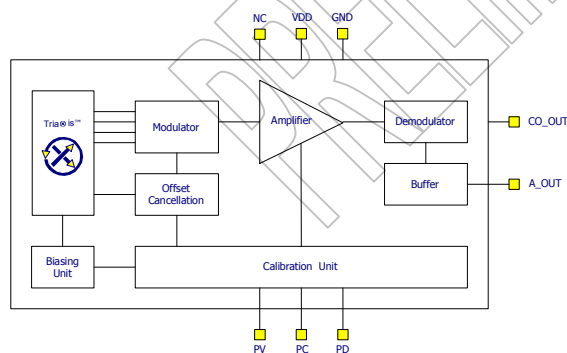 NC VDD GND
Tria⊗is™
Modulator
Amplifier
Demodulator
CO_OUT
Offset
Cancellation
Buffer
A_OUT
Biasing
Unit
Calibration Unit
PV PC PD